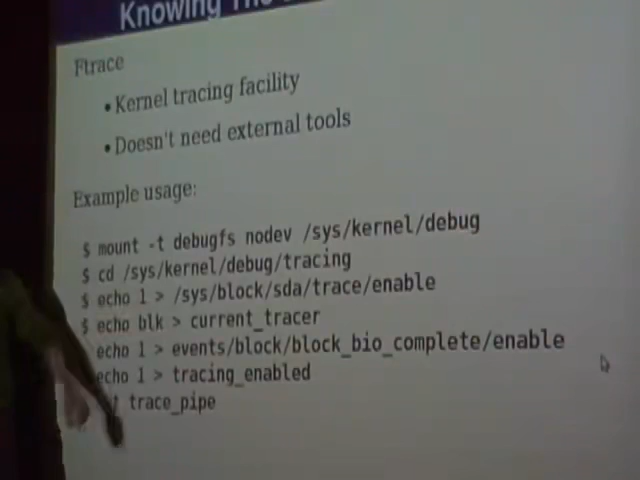 Knowing The
Ftrace
• Kernel tracing facility
• Doesn't need external tools
Example usage:
$ mount -t debugfs nodev /sys/kernel/debug
$ cd /sys/kernel/debug/tracing
$ echo 1 > /sys/block/sda/trace/enable
$ echo blk > current_tracer
echo 1 > events/block/block_bio_complete/enable
echo 1 > tracing_enabled
trace_pipe